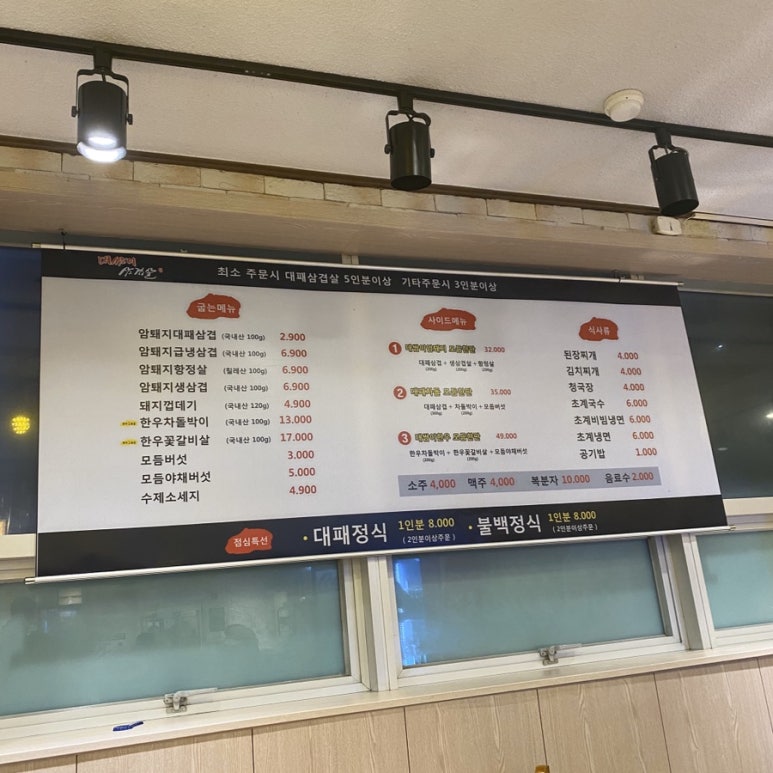 최소 주문시 대패삼겹살 5인분이상 기타주문시 3인분이상
굽는메뉴
암퇘지대패삼겹 (국내산 100g) 2.900
암퇘지급냉삼겹 (국내산 100g) 6.900
암퇘지항정살 (칠레산 100g) 6.900
암퇘지생삼겹 (국내산 100g) 6.900
돼지껍데기 (국내산 120g) 4.900
한우차돌박이 (국내산 100g) 13.000
한우꽃갈비살 (국내산 100g) 17.000
모듬버섯 3.000
모듬야채버섯 5.000
수제소세지 4.900
사이드메뉴
1 모듬한판 32.000
대패삼겹 + 생삼겹살 + 항정살
2 모듬한판 35.000
대패삼겹 + 차돌박이 + 모듬버섯
3 모듬한판 49.000
한우차돌박이 + 한우꽃갈비살 + 모듬야채버섯
식사류
된장찌개 4.000
김치찌개 4.000
청국장 4.000
초계국수 6.000
초계비빔냉면 6.000
초계냉면 6.000
공기밥 1.000
소주 4,000 맥주 4,000 복분자 10.000 음료수 2.000
점심특선
• 대패정식 1인분 8.000
( 2인분이상주문 )
• 불백정식 1인분 8.000
( 2인분이상주문 )